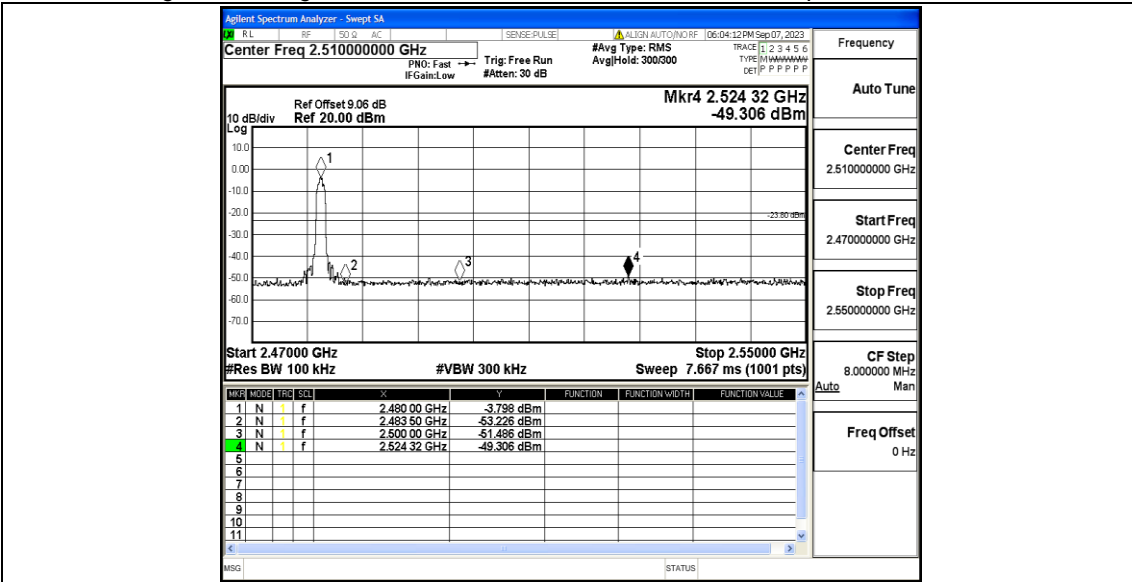 Agilent Spectrum Analyzer - Swept SA
RL RF 50 Ω AC SENSE:PULSE ALIGN AUTO/NO RF 06:04:12 PM Sep 07, 2023
Center Freq 2.510000000 GHz
PNO: Fast
IFGain:Low
Trig: Free Run
#Atten: 30 dB
#Avg Type: RMS
Avg|Hold: 300/300
TRACE 1 2 3 4 5 6
TYPE M
DET P P P P P P
Mkr4 2.524 32 GHz
-49.306 dBm
Ref Offset 9.06 dB
10 dB/div Ref 20.00 dBm
Log
10.0
0.00
-10.0
-20.0
-30.0
-40.0
-50.0
-60.0
-70.0
1
2
3
4
-23.80 dBm
Start 2.47000 GHz Stop 2.55000 GHz
#Res BW 100 kHz #VBW 300 kHz Sweep 7.667 ms (1001 pts)
MKR MODE TRC SCL X Y FUNCTION FUNCTION WIDTH FUNCTION VALUE
1 N 1 f 2.480 00 GHz -3.798 dBm
2 N 1 f 2.483 50 GHz -53.226 dBm
3 N 1 f 2.500 00 GHz -51.486 dBm
4 N 1 f 2.524 32 GHz -49.306 dBm
5
6
7
8
9
10
11
MSG STATUS
Frequency
Auto Tune
Center Freq
2.510000000 GHz
Start Freq
2.470000000 GHz
Stop Freq
2.550000000 GHz
CF Step
8.000000 MHz
Auto Man
Freq Offset
0 Hz